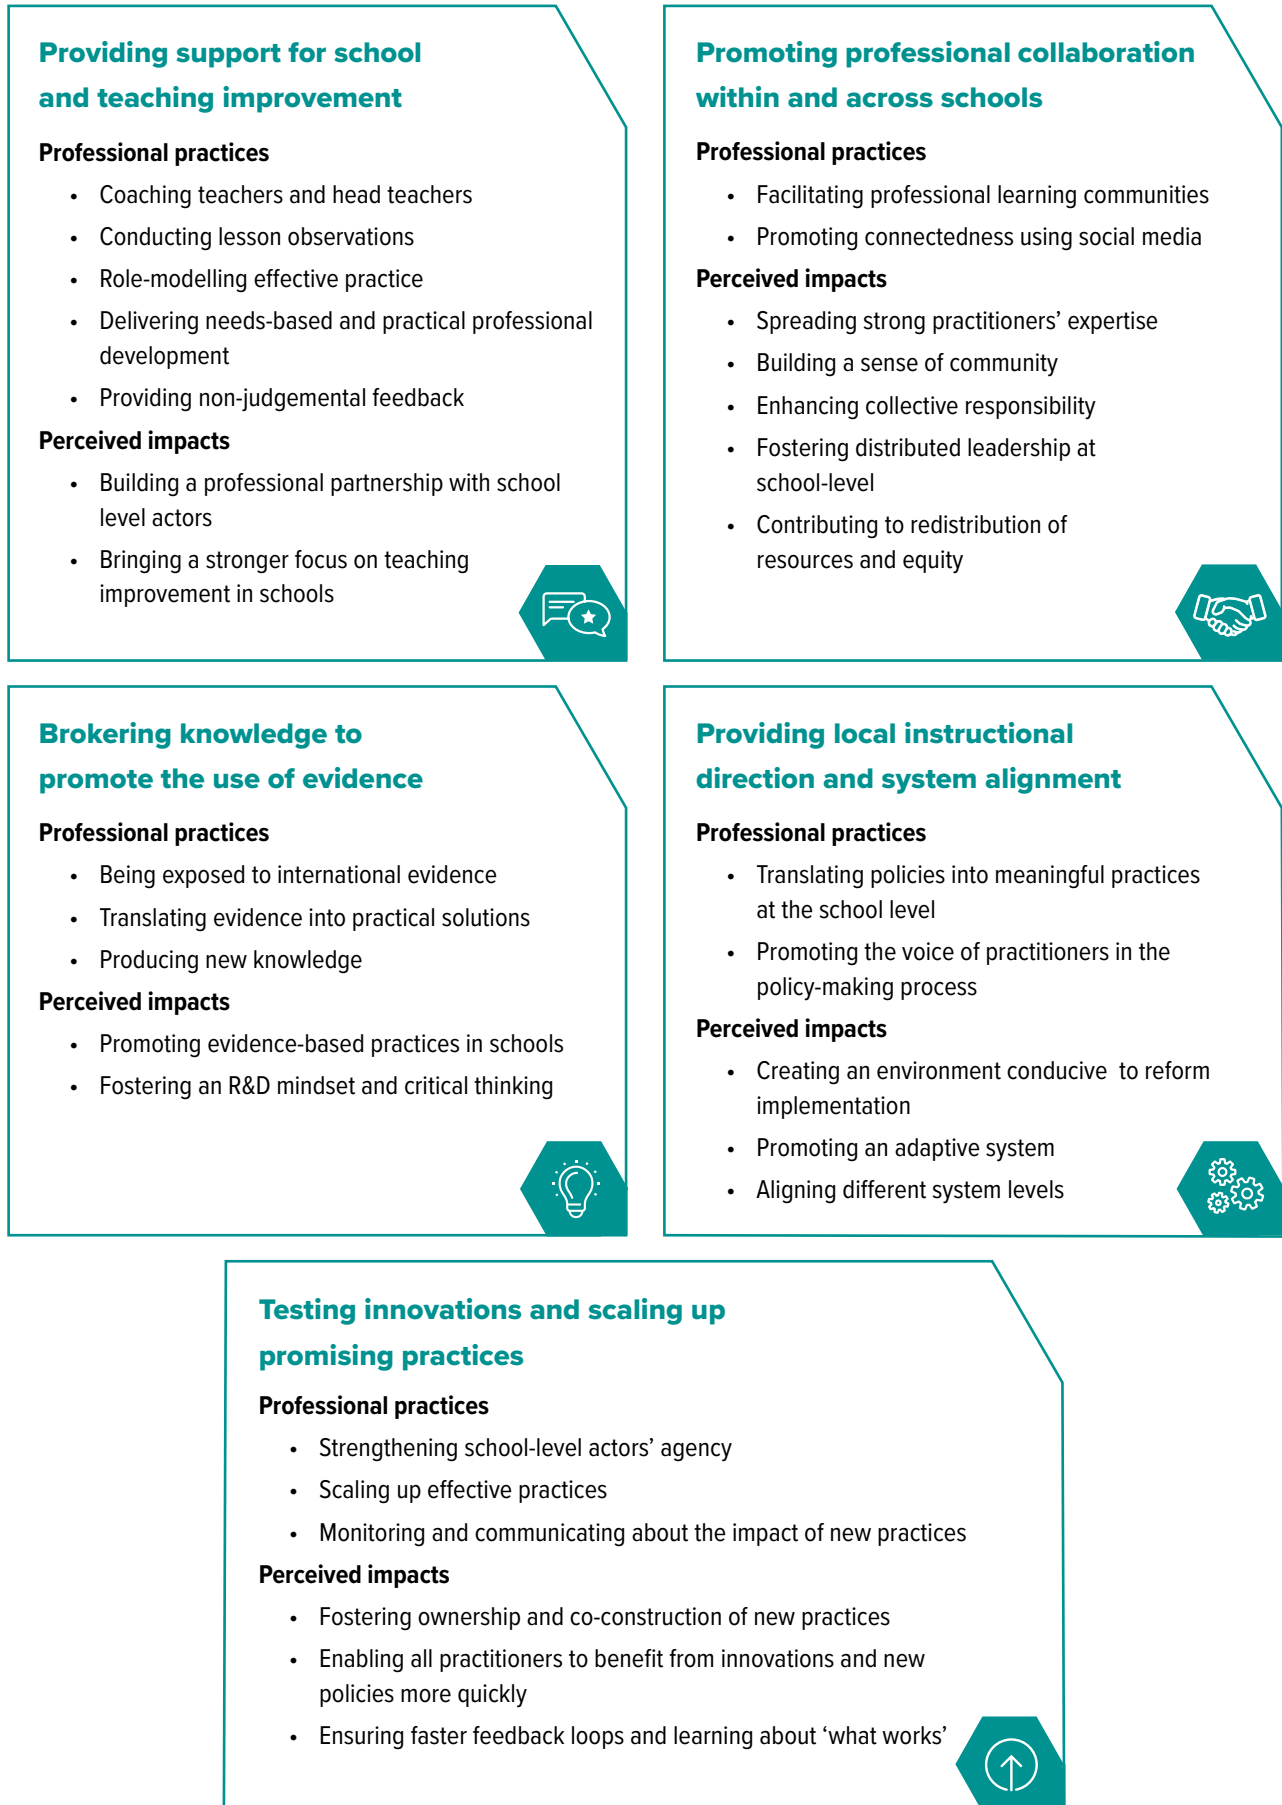 Providing support for school
and teaching improvement
Professional practices
• Coaching teachers and head teachers
• Conducting lesson observations
• Role-modelling effective practice
• Delivering needs-based and practical professional
development
• Providing non-judgemental feedback
Perceived impacts
• Building a professional partnership with school
level actors
• Bringing a stronger focus on teaching
improvement in schools
Promoting professional collaboration
within and across schools
Professional practices
• Facilitating professional learning communities
• Promoting connectedness using social media
Perceived impacts
• Spreading strong practitioners’ expertise
• Building a sense of community
• Enhancing collective responsibility
• Fostering distributed leadership at
school-level
• Contributing to redistribution of
resources and equity
Brokering knowledge to
promote the use of evidence
Professional practices
• Being exposed to international evidence
• Translating evidence into practical solutions
• Producing new knowledge
Perceived impacts
• Promoting evidence-based practices in schools
• Fostering an R&D mindset and critical thinking
Providing local instructional
direction and system alignment
Professional practices
• Translating policies into meaningful practices
at the school level
• Promoting the voice of practitioners in the
policy-making process
Perceived impacts
• Creating an environment conducive  to reform
implementation
• Promoting an adaptive system
• Aligning different system levels
Testing innovations and scaling up
promising practices
Professional practices
• Strengthening school-level actors’ agency
• Scaling up effective practices
• Monitoring and communicating about the impact of new practices
Perceived impacts
• Fostering ownership and co-construction of new practices
• Enabling all practitioners to benefit from innovations and new
policies more quickly
• Ensuring faster feedback loops and learning about ‘what works’